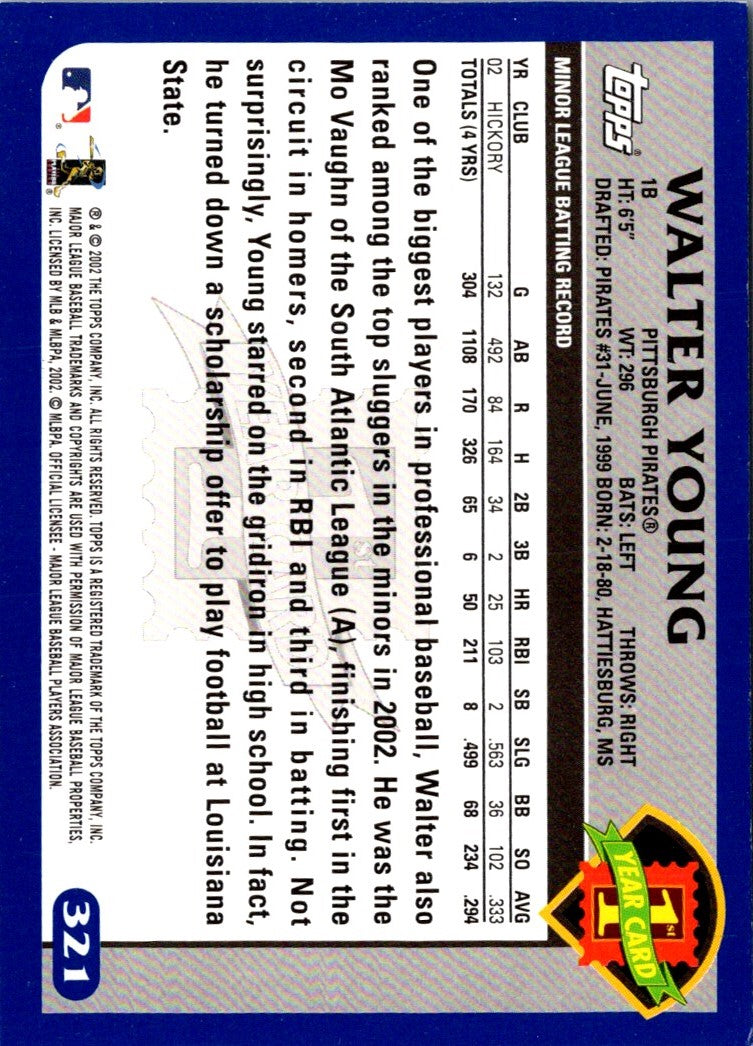 WALTER YOUNG
topps®
PITTSBURGH PIRATES®
1B
HT: 6'5" WT: 296 BATS: LEFT THROWS: RIGHT
DRAFTED: PIRATES #31-JUNE, 1999 BORN: 2-18-80, HATTIESBURG, MS
1st
YEAR CARD
MINOR LEAGUE BATTING RECORD
YR CLUB G AB R H 2B 3B HR RBI SB SLG BB SO AVG
02 HICKORY 132 492 84 164 34 2 25 103 2 .563 36 102 .333
TOTALS (4 YRS) 304 1108 170 326 65 6 50 211 8 .499 68 234 .294
One of the biggest players in professional baseball, Walter also
ranked among the top sluggers in the minors in 2002. He was the
Mo Vaughn of the South Atlantic League (A), finishing first in the
circuit in homers, second in RBI and third in batting. Not
surprisingly, Young starred on the gridiron in high school. In fact,
he turned down a scholarship offer to play football at Louisiana
State.
® & © 2002 THE TOPPS COMPANY, INC. ALL RIGHTS RESERVED. TOPPS IS A REGISTERED TRADEMARK OF THE TOPPS COMPANY, INC.
MAJOR LEAGUE BASEBALL TRADEMARKS AND COPYRIGHTS ARE USED WITH PERMISSION OF MAJOR LEAGUE BASEBALL PROPERTIES,
INC. LICENSED BY MLB & MLBPA, 2002. © MLBPA. OFFICIAL LICENSEE - MAJOR LEAGUE BASEBALL PLAYERS ASSOCIATION.
321